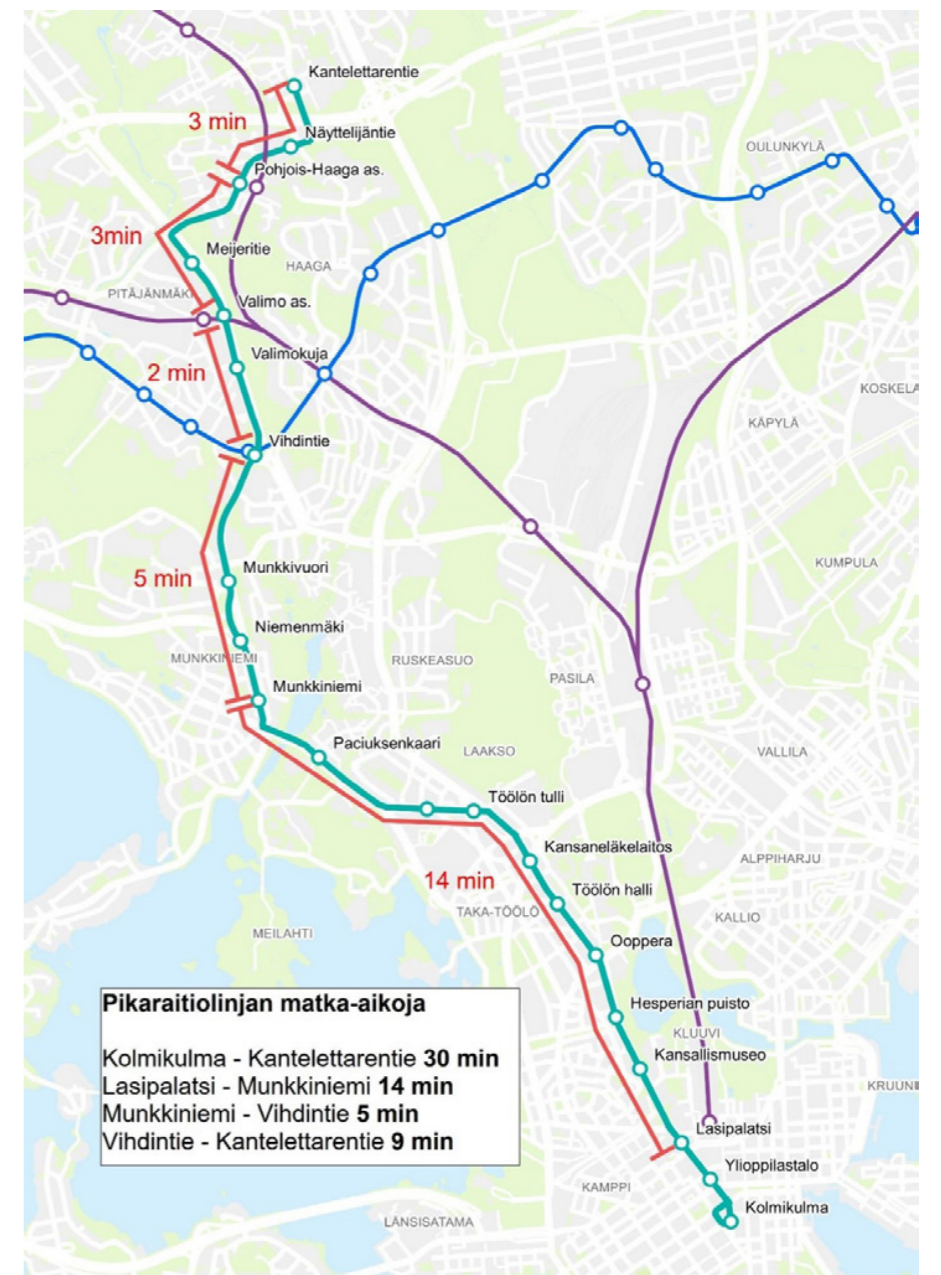 Kantelettarentie
3 min
Näyttelijäntie
OULUNKYLÄ
Pohjois-Haaga as.
3min
Meijeritie
HAAGA
PITÄJÄNMÄKI
Valimo as.
Valimokuja
2 min
KOSKELA
KÄPYLÄ
Vihdintie
KUMPULA
5 min
Munkkivuori
Niemenmäki
MUNKKINIEMI
RUSKEASUO
PASILA
Munkkiniemi
Paciuksenkaari
LAAKSO
VALLILA
Töölön tulli
Kansaneläkelaitos
ALPPIHARJU
14 min
Töölön halli
TAKA-TÖÖLÖ
KALLIO
MEILAHTI
Ooppera
Hesperian puisto
KLUUVI
Kansallismuseo
KRUUN
Lasipalatsi
Ylioppilastalo
KAMPPI
Kolmikulma
LÄNSISATAMA
Pikaraitiolinjan matka-aikoja
Kolmikulma - Kantelettarentie 30 min
Lasipalatsi - Munkkiniemi 14 min
Munkkiniemi - Vihdintie 5 min
Vihdintie - Kantelettarentie 9 min